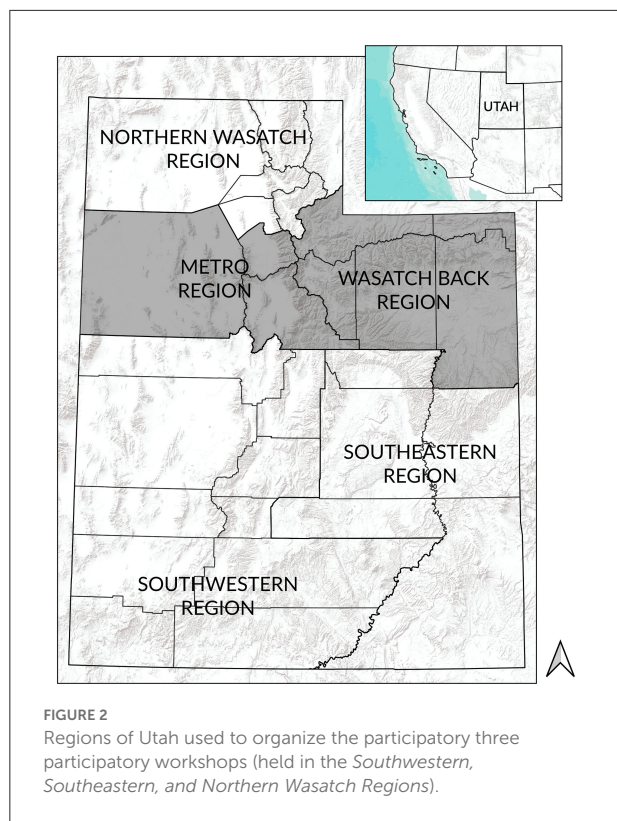 UTAH
NORTHERN WASATCH
REGION
METRO
REGION
WASATCH BACK
REGION
SOUTHEASTERN
REGION
SOUTHWESTERN
REGION
FIGURE 2
Regions of Utah used to organize the participatory three
participatory workshops (held in the Southwestern,
Southeastern, and Northern Wasatch Regions).